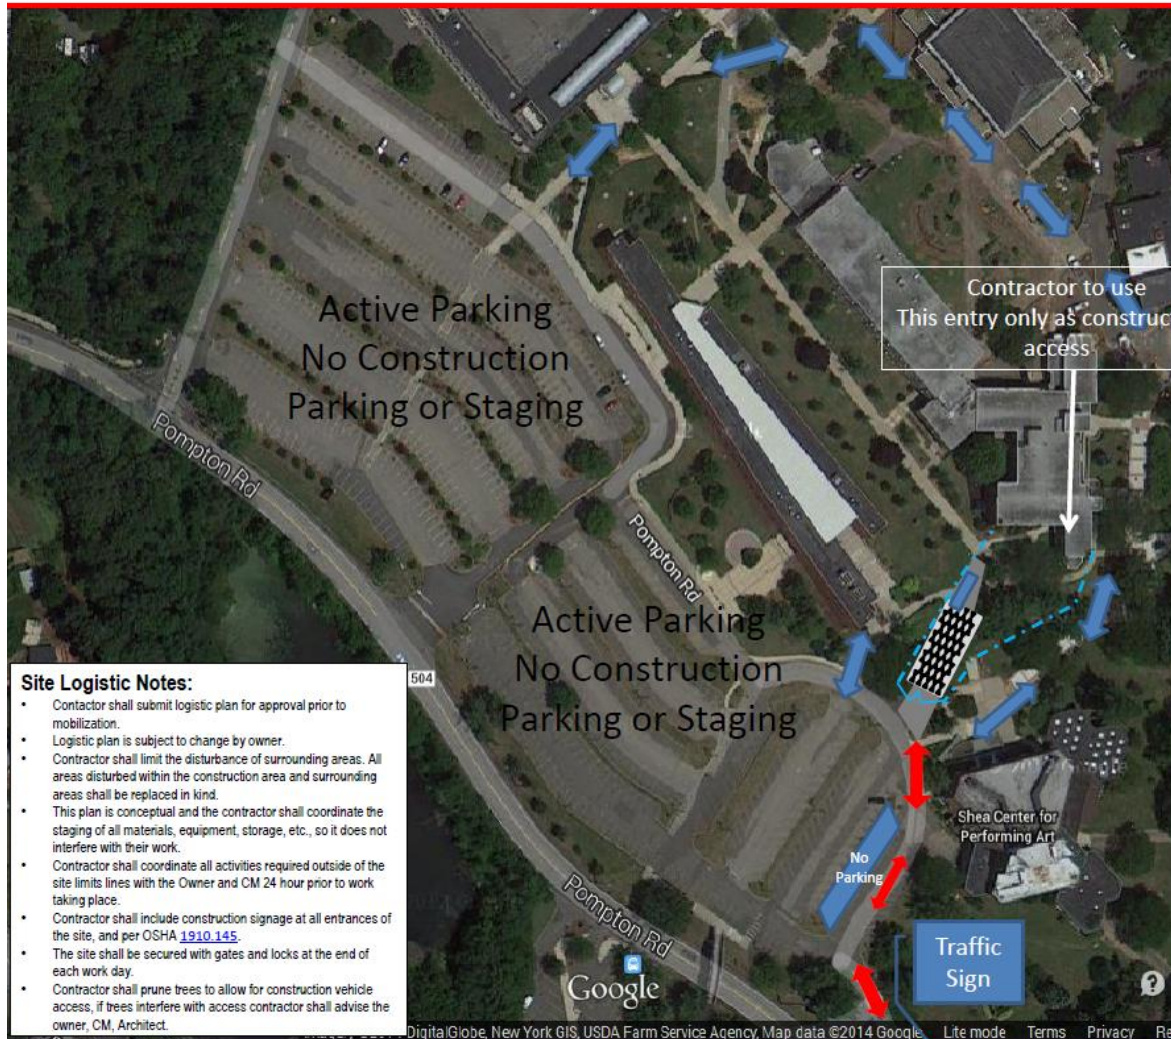 Active Parking
No Construction
Parking or Staging
Contractor to use
This entry only as construc
access
Pompton Rd
Pompton Rd
Active Parking
No Construction
Parking or Staging
504
Site Logistic Notes:
• Contactor shall submit logistic plan for approval prior to
mobilization.
• Logistic plan is subject to change by owner.
• Contractor shall limit the disturbance of surrounding areas. All
areas disturbed within the construction area and surrounding
areas shall be replaced in kind.
• This plan is conceptual and the contractor shall coordinate the
staging of all materials, equipment, storage, etc., so it does not
interfere with their work.
• Contractor shall coordinate all activities required outside of the
site limits lines with the Owner and CM 24 hour prior to work
taking place.
• Contractor shall include construction signage at all entrances of
the site, and per OSHA 1910.145.
• The site shall be secured with gates and locks at the end of
each work day.
• Contractor shall prune trees to allow for construction vehicle
access, if trees interfere with access contractor shall advise the
owner, CM, Architect.
Shea Center for
Performing Art
No
Parking
Pompton Rd
Traffic
Sign
Google
DigitalGlobe, New York GIS, USDA Farm Service Agency, Map data ©2014 Google Lite mode Terms Privacy Re